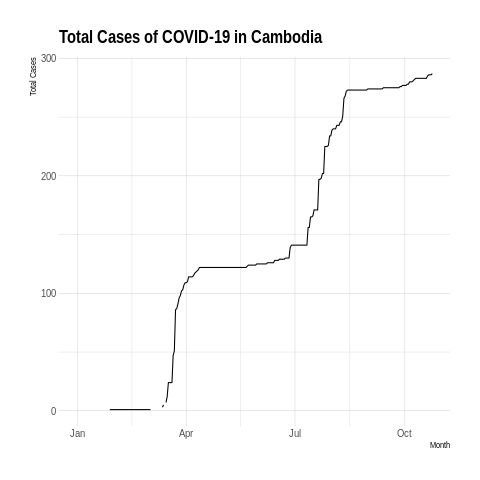 Total Cases of COVID-19 in Cambodia
Total Cases
300
200
100
0
Jan Apr Jul Oct
Month